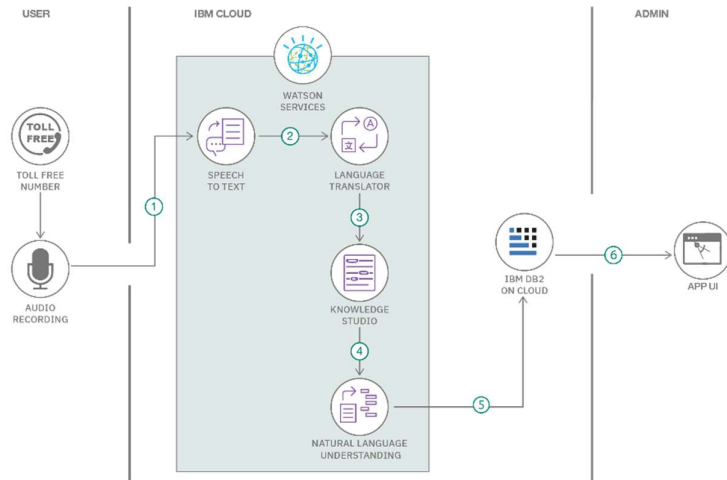 USER
IBM CLOUD
ADMIN
WATSON
SERVICES
TOLL
FREE
TOLL FREE
NUMBER
1
AUDIO
RECORDING
SPEECH
TO TEXT
2
A
文
LANGUAGE
TRANSLATOR
3
KNOWLEDGE
STUDIO
4
NATURAL LANGUAGE
UNDERSTANDING
5
IBM DB2
ON CLOUD
6
APP UI